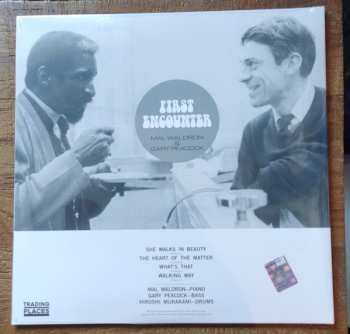 FIRST
ENCOUNTER
MAL WALDRON
&
GARY PEACOCK
SHE WALKS IN BEAUTY
THE HEART OF THE MATTER
WHAT'S THAT
WALKING WAY
MAL WALDRON–PIANO
GARY PEACOCK–BASS
HIROSHI MURAKAMI–DRUMS
TRADING
PLACES